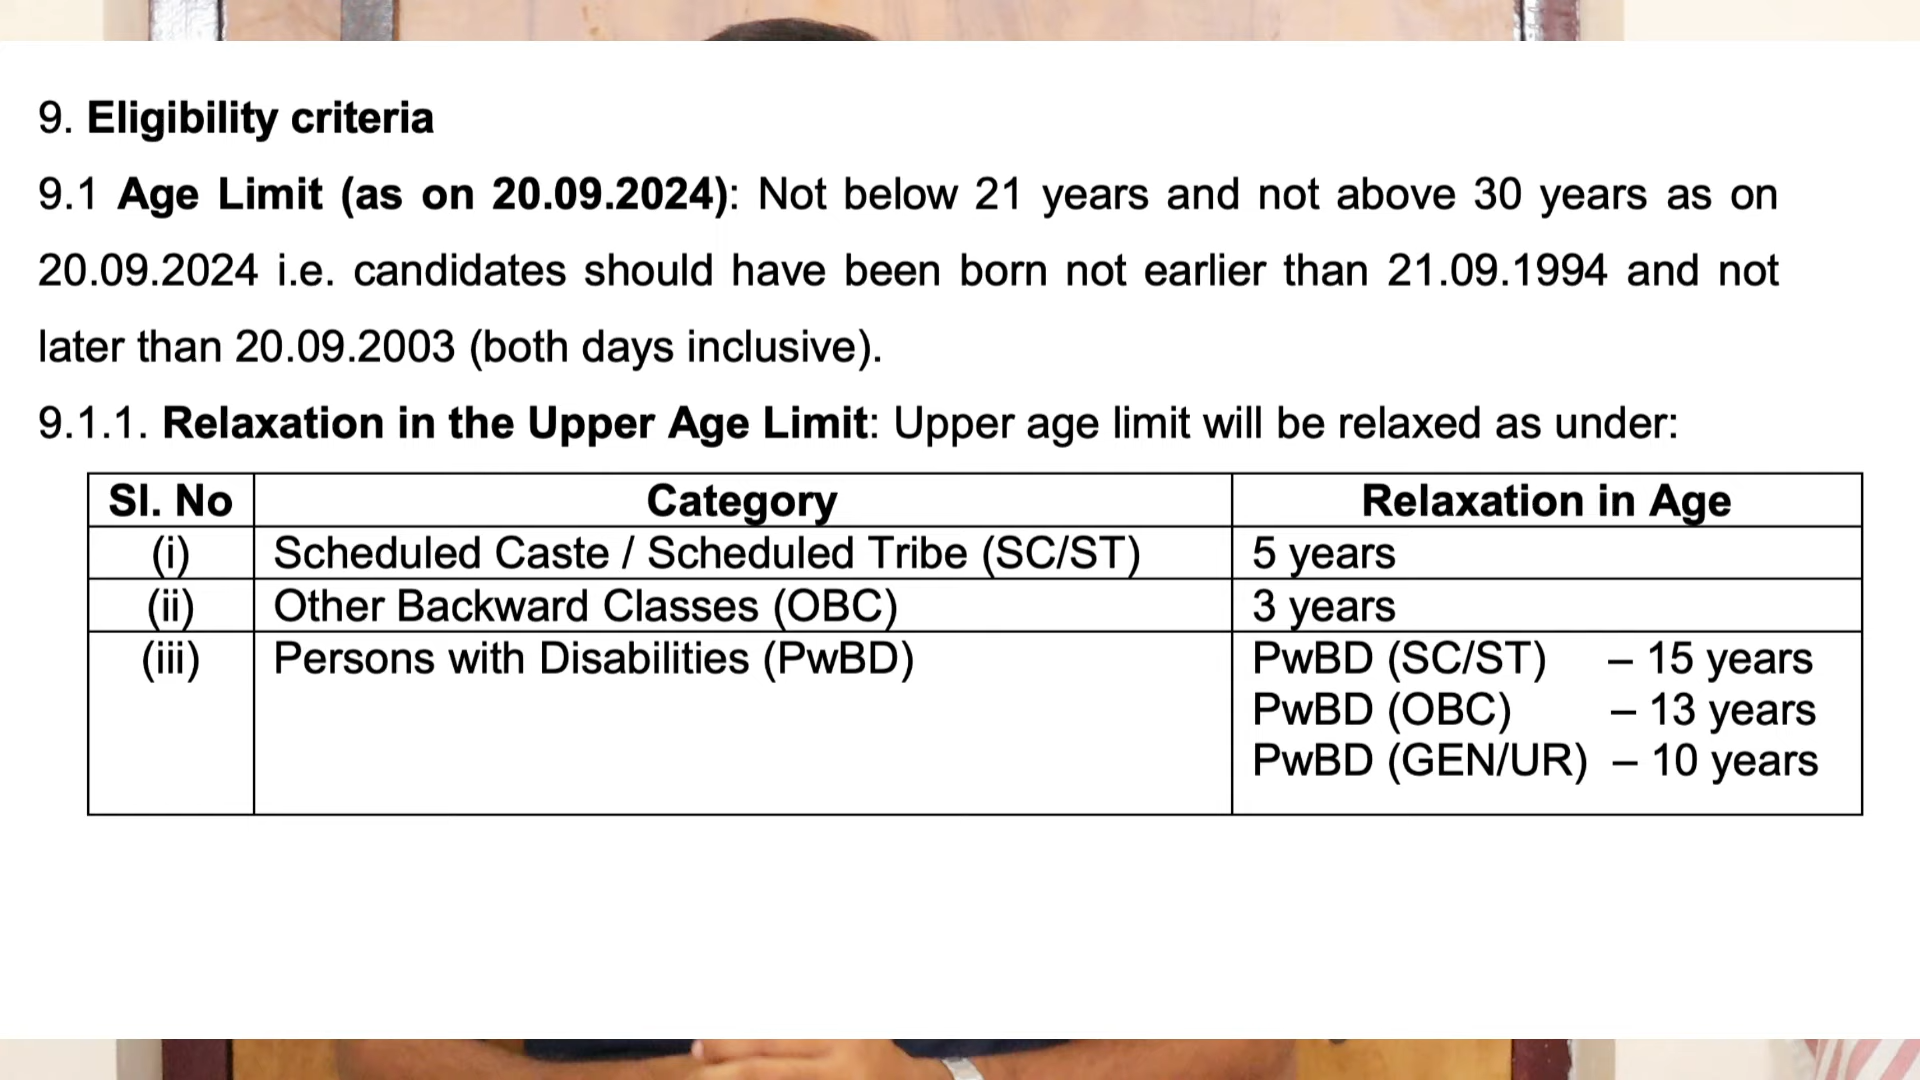 9. Eligibility criteria
9.1 Age Limit (as on 20.09.2024): Not below 21 years and not above 30 years as on
20.09.2024 i.e. candidates should have been born not earlier than 21.09.1994 and not
later than 20.09.2003 (both days inclusive).
9.1.1. Relaxation in the Upper Age Limit: Upper age limit will be relaxed as under:
Sl. No Category Relaxation in Age
(i) Scheduled Caste / Scheduled Tribe (SC/ST) 5 years
(ii) Other Backward Classes (OBC) 3 years
(iii) Persons with Disabilities (PwBD) PwBD (SC/ST) – 15 years
PwBD (OBC) – 13 years
PwBD (GEN/UR) – 10 years